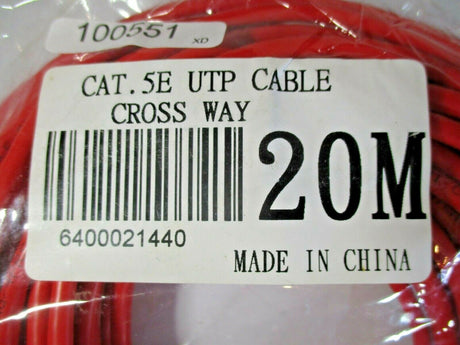 100551
XD
CAT.5E UTP CABLE
CROSS WAY
20M
6400021440
MADE IN CHINA